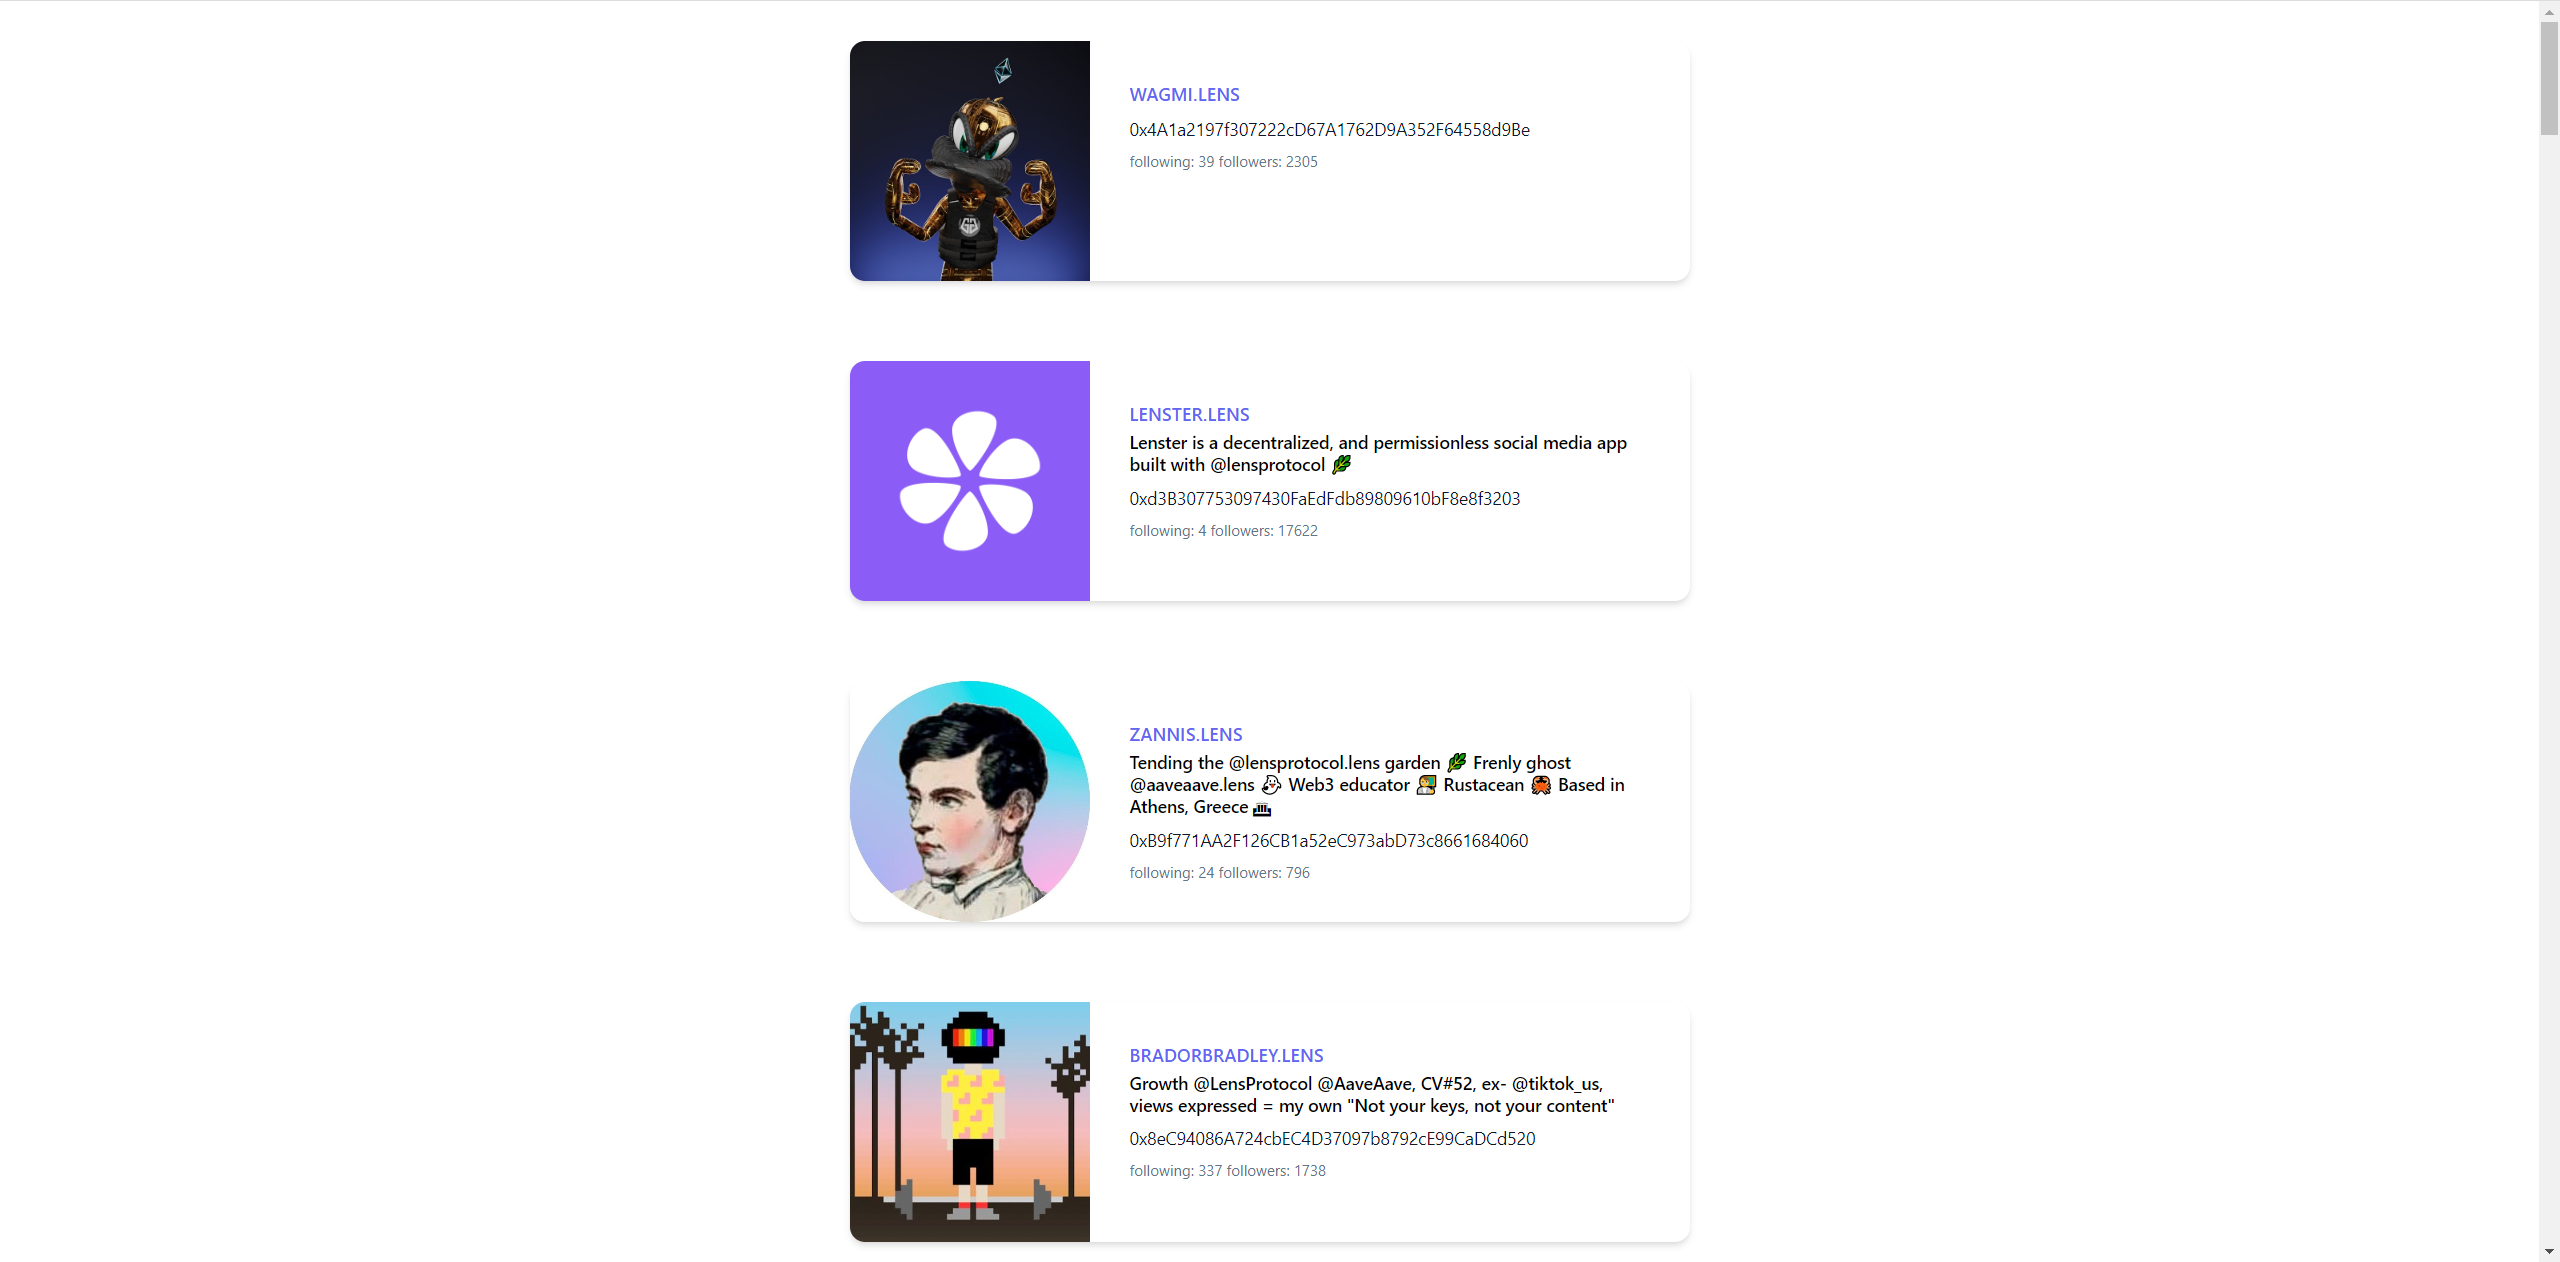 WAGMI.LENS
0x4A1a2197f307222cD67A1762D9A352F64558d9Be
following: 39 followers: 2305
LENSTER.LENS
Lenster is a decentralized, and permissionless social media app
built with @lensprotocol 🌿
0xd3B307753097430FaEdFdb89809610bF8e8f3203
following: 4 followers: 17622
ZANNIS.LENS
Tending the @lensprotocol.lens garden 🌿 Frenly ghost
@aaveaave.lens 👻 Web3 educator 👨‍🏫 Rustacean 🦀 Based in
Athens, Greece 🏛
0xB9f771AA2F126CB1a52eC973abD73c8661684060
following: 24 followers: 796
BRADORBRADLEY.LENS
Growth @LensProtocol @AaveAave, CV#52, ex- @tiktok_us,
views expressed = my own "Not your keys, not your content"
0x8eC94086A724cbEC4D37097b8792cE99CaDCd520
following: 337 followers: 1738